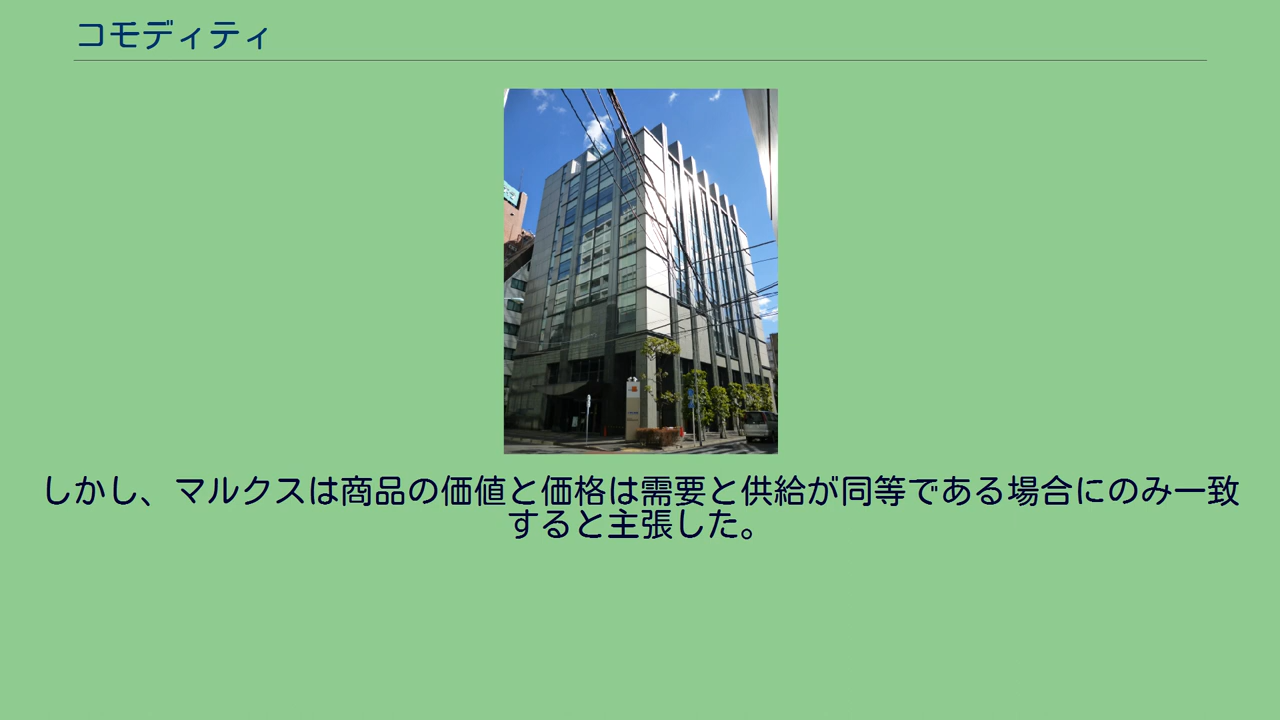 コモディティ
しかし、マルクスは商品の価値と価格は需要と供給が同等である場合にのみ一致
すると主張した。